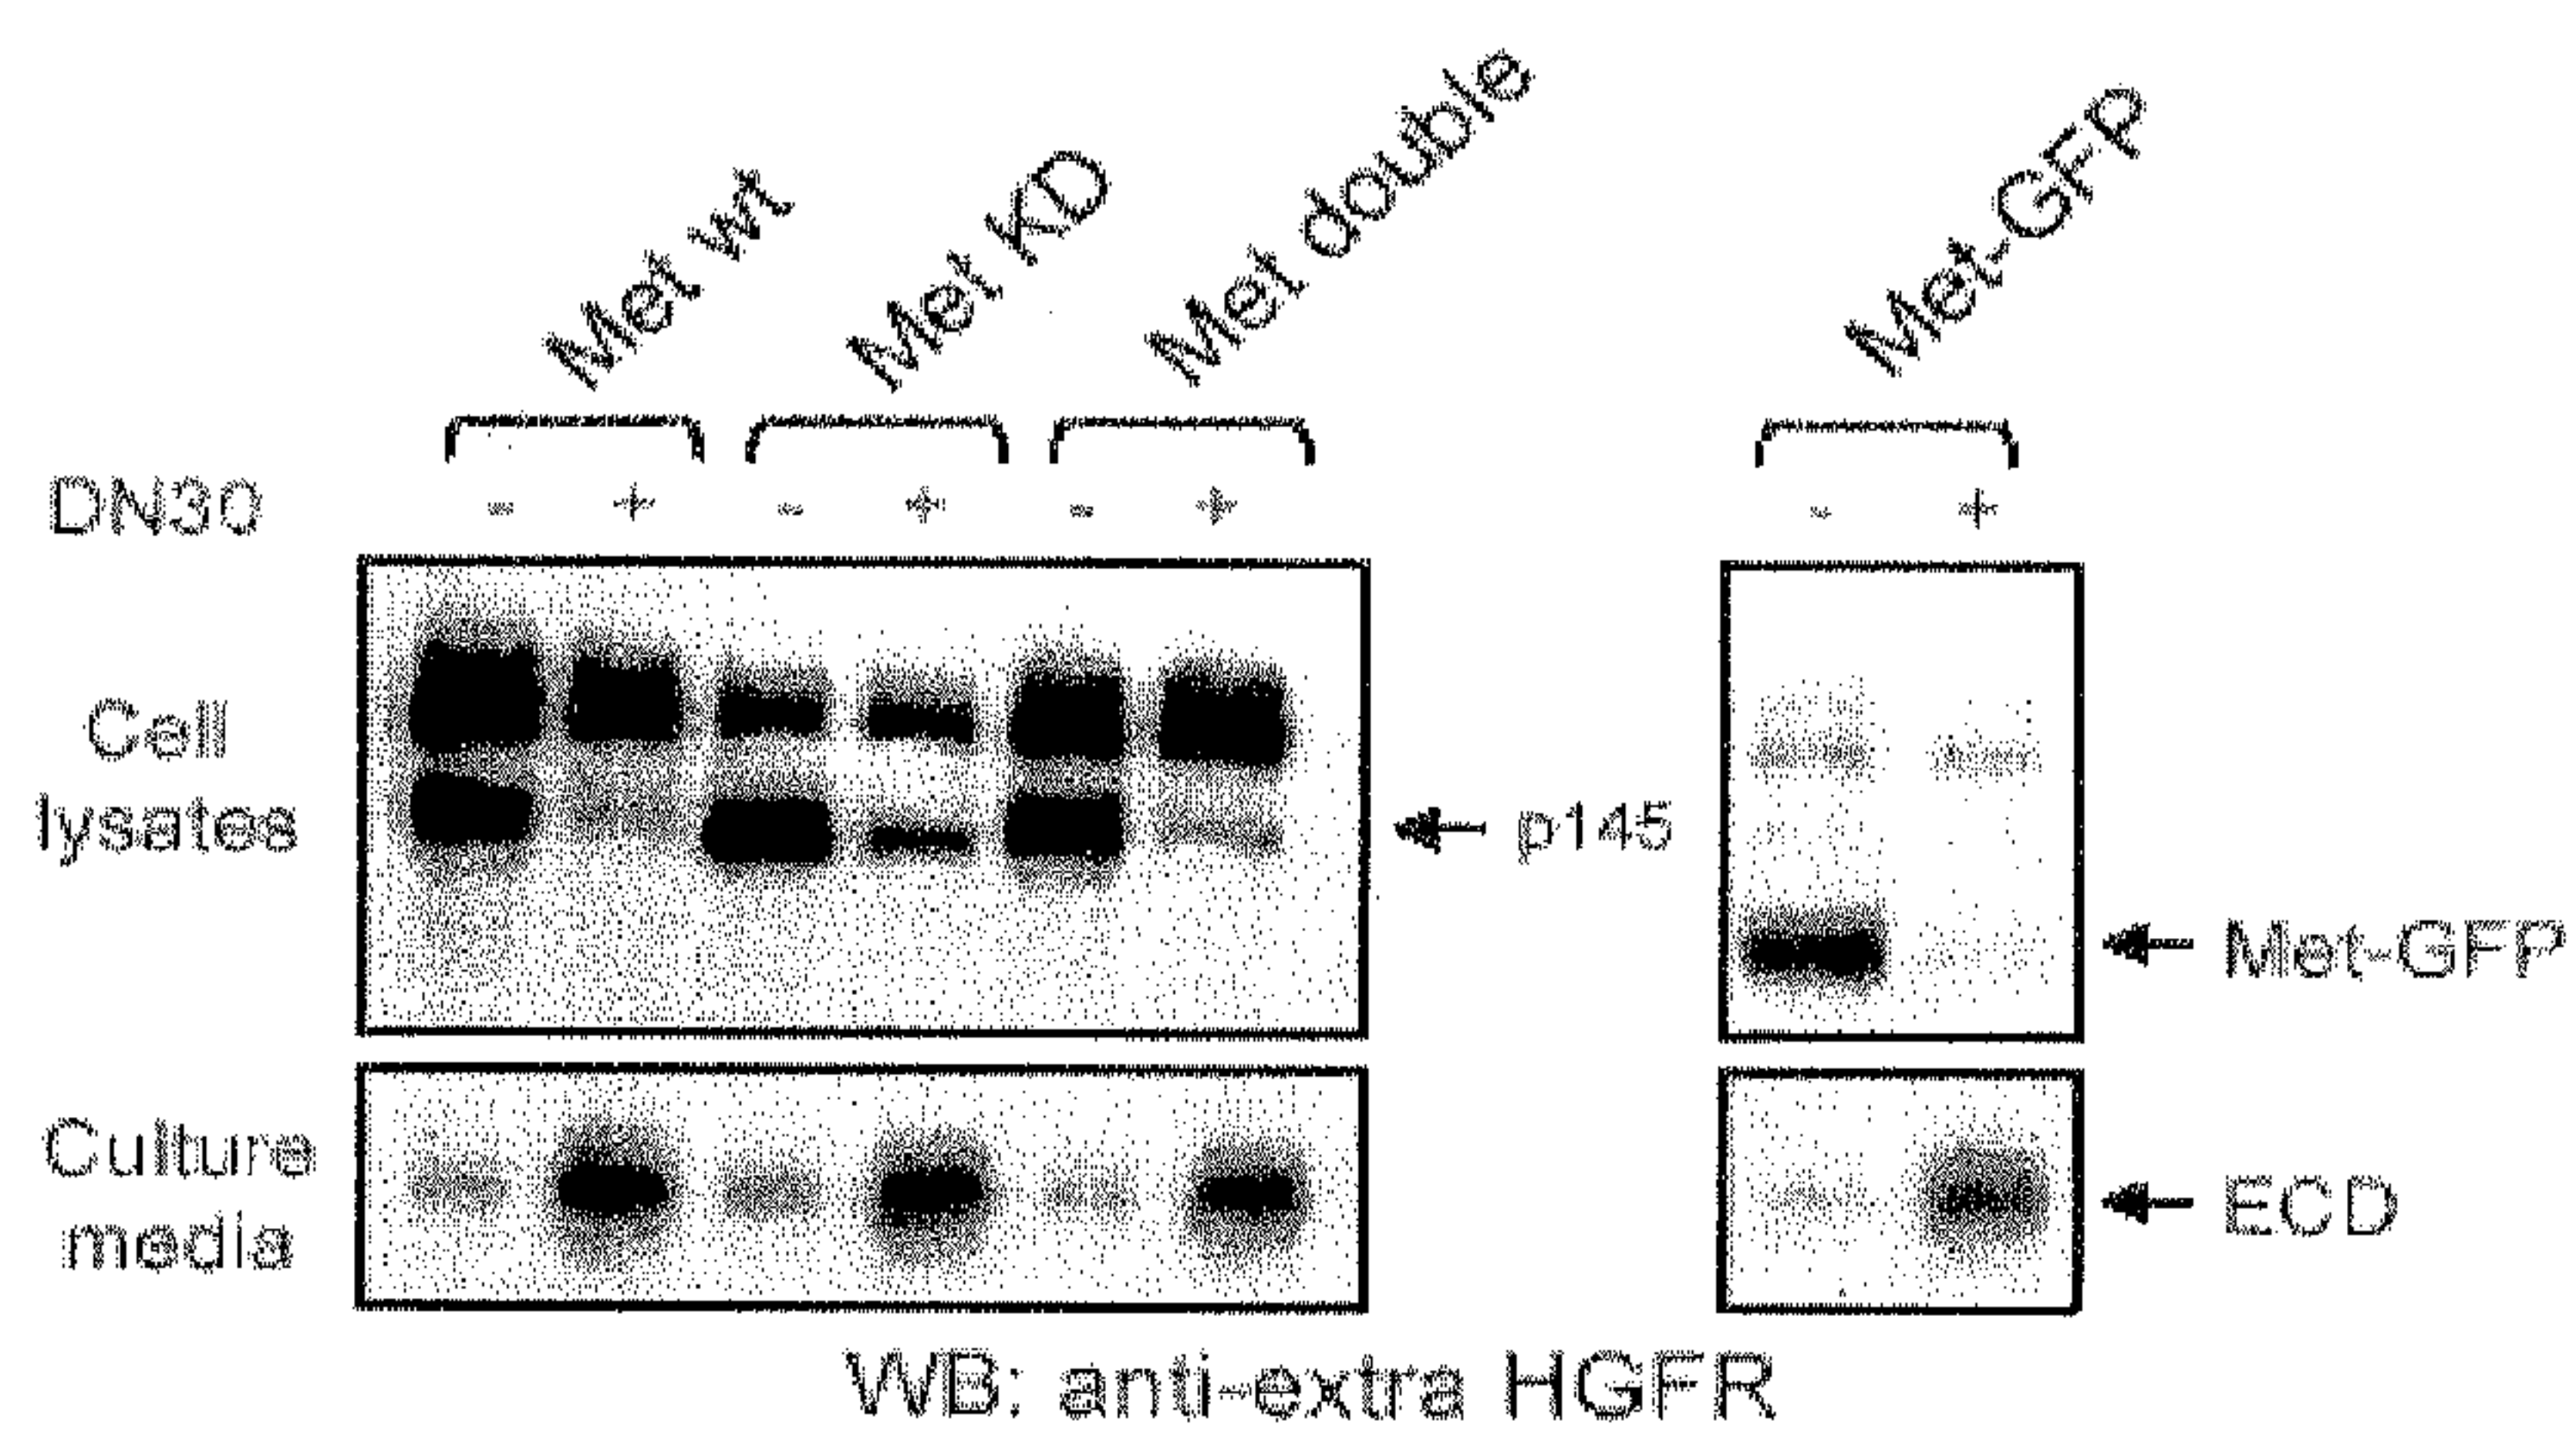 Met wt
Met KD
Met double
Met-GFP
DN30 - + - + - + - +
Cell
lysates
p145
Met-GFP
Culture
media
ECD
WB: anti-extra HGFR